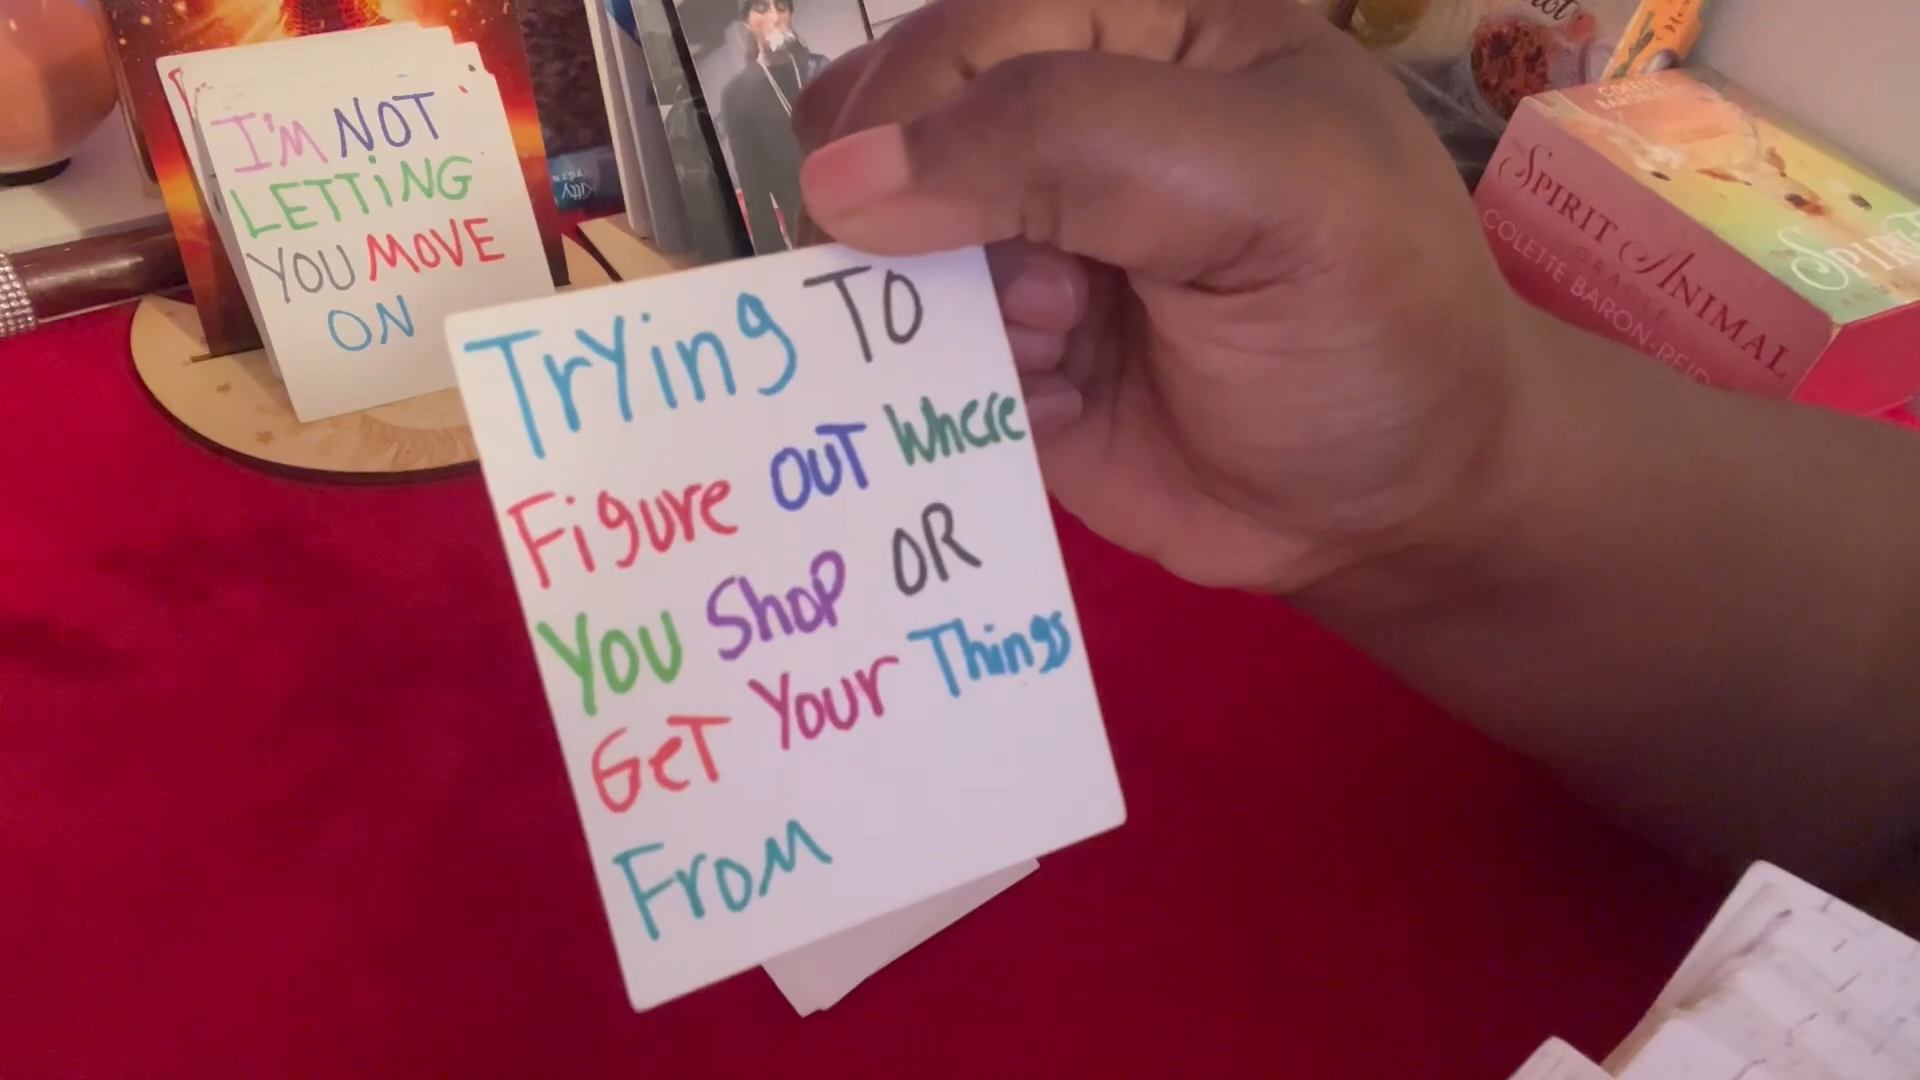 I'M NOT
LETTiNG
YOU MOVE
ON
TrYing TO
Figure OUT Where
You Shop OR
GeT Your Things
From
SPIRIT ANIMAL
ORACLE
COLETTE BARON-REID
COLETTE